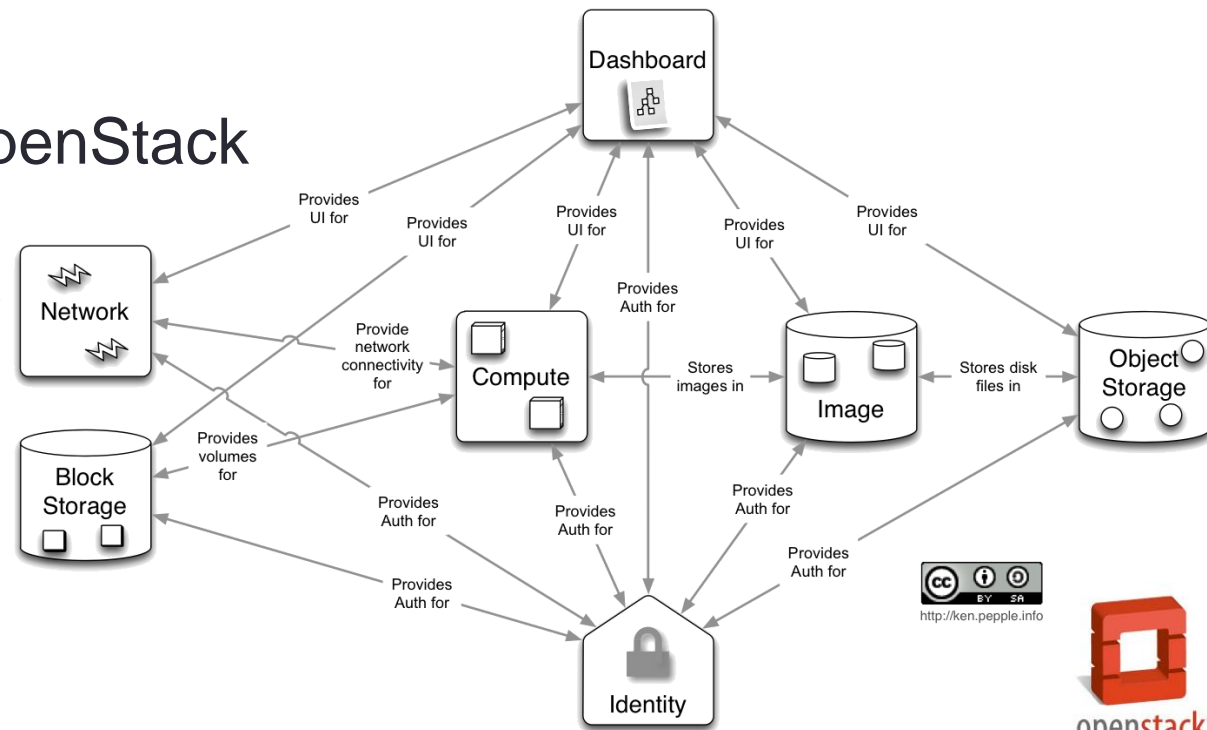 Dashboard
penStack
Provides
UI for
Provides
UI for
Provides
UI for
Provides
UI for
Provides
UI for
Network
Provides
Auth for
Provide
network
connectivity
for
Compute
Stores
images in
Image
Stores disk
files in
Object
Storage
Provides
volumes
for
Block
Storage
Provides
Auth for
Provides
Auth for
Provides
Auth for
Provides
Auth for
Provides
Auth for
Identity
cc
BY SA
http://ken.pepple.info
openstack